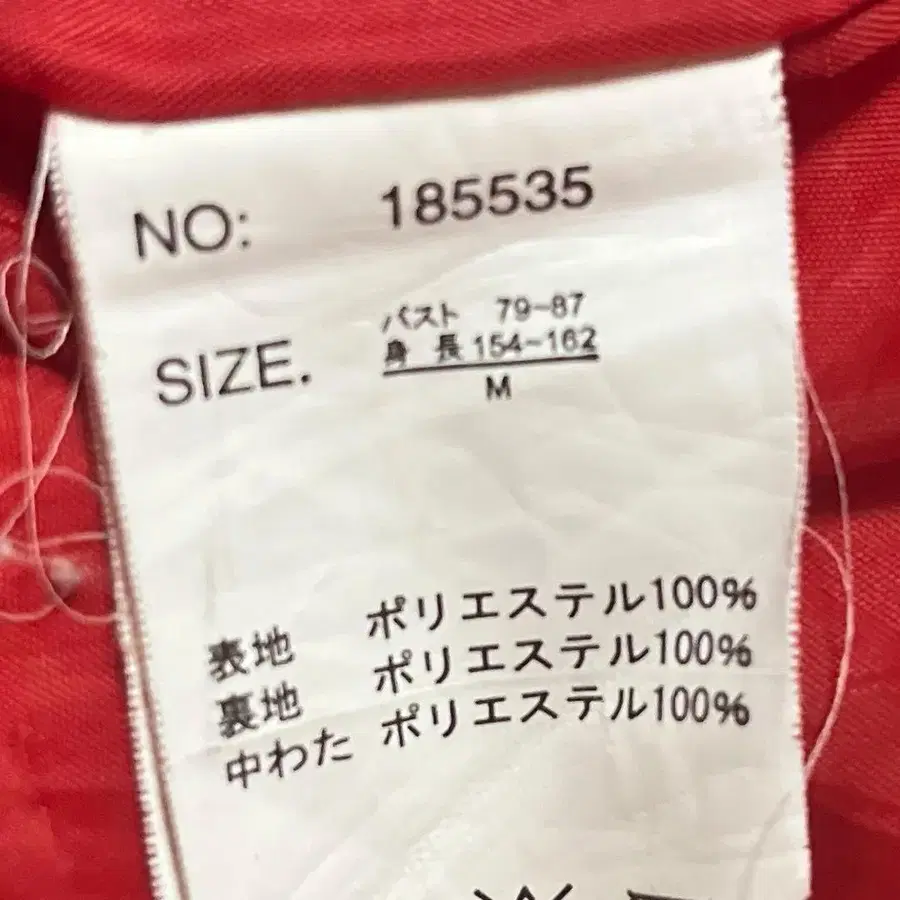 NO: 185535
バスト 79-87
SIZE. 身長 154-162
M
表地 ポリエステル100%
裏地 ポリエステル100%
中わた ポリエステル100%